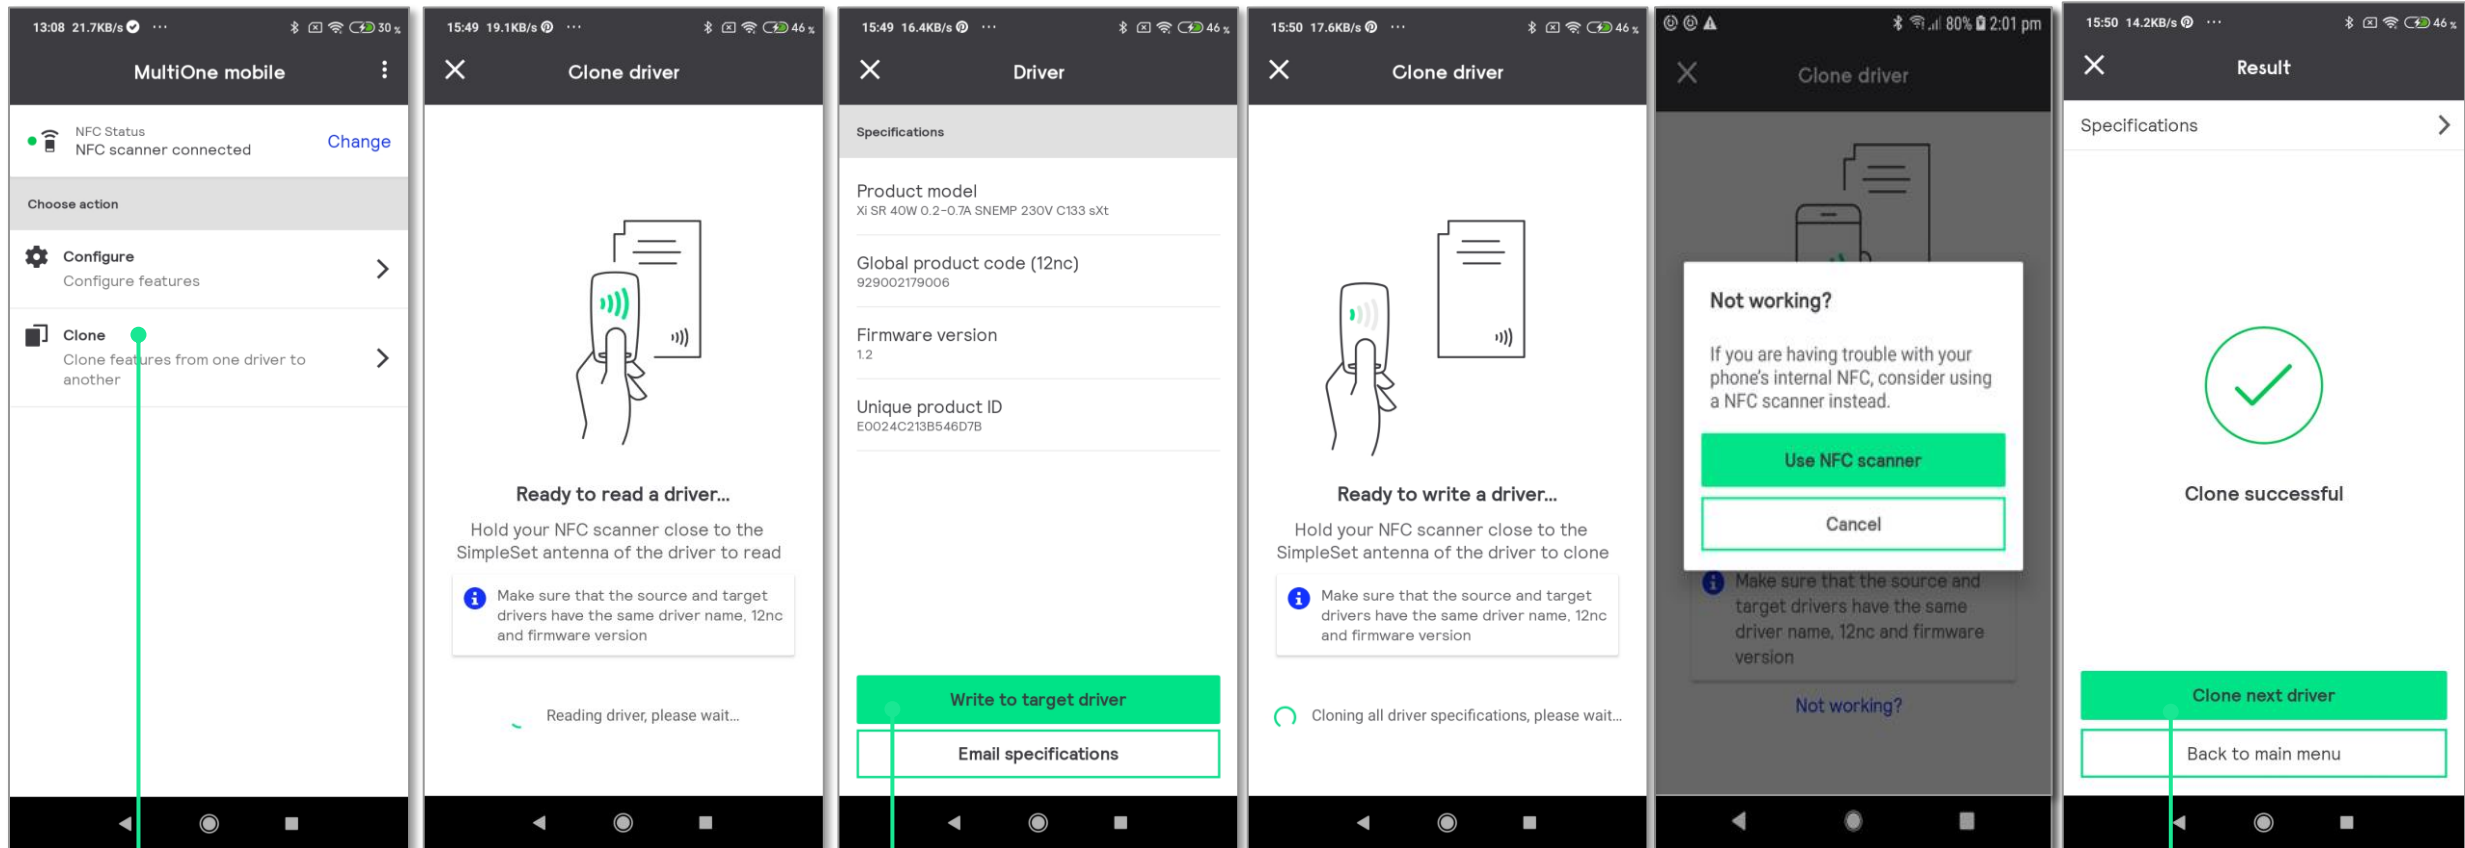 13:08 21.7KB/s ··· 30%
MultiOne mobile
NFC Status
NFC scanner connected
Change
Choose action
Configure
Configure features
Clone
Clone features from one driver to
another
15:49 19.1KB/s ··· 46%
Clone driver
Ready to read a driver...
Hold your NFC scanner close to the
SimpleSet antenna of the driver to read
Make sure that the source and target
drivers have the same driver name, 12nc
and firmware version
Reading driver, please wait...
15:49 16.4KB/s ··· 46%
Driver
Specifications
Product model
Xi SR 40W 0.2-0.7A SNEMP 230V C133 sXt
Global product code (12nc)
929002179006
Firmware version
1.2
Unique product ID
E0024C213B546D7B
Write to target driver
Email specifications
15:50 17.6KB/s ··· 46%
Clone driver
Ready to write a driver...
Hold your NFC scanner close to the
SimpleSet antenna of the driver to clone
Make sure that the source and target
drivers have the same driver name, 12nc
and firmware version
Cloning all driver specifications, please wait...
80% 2:01 pm
Clone driver
Not working?
If you are having trouble with your
phone's internal NFC, consider using
a NFC scanner instead.
Use NFC scanner
Cancel
Make sure that the source and
target drivers have the same
driver name, 12nc and firmware
version
Not working?
15:50 14.2KB/s ··· 46%
Result
Specifications
Clone successful
Clone next driver
Back to main menu